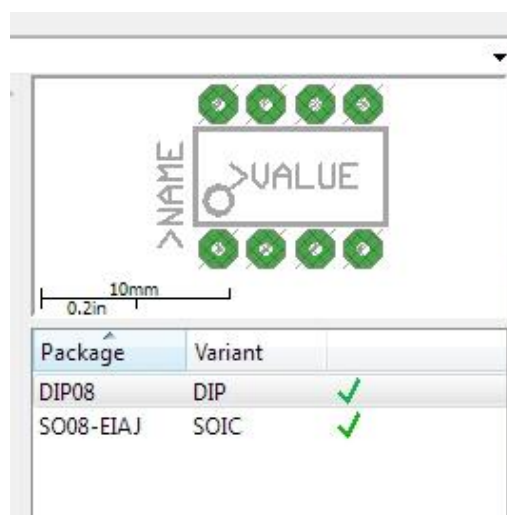 >NAME
>VALUE
10mm
0.2in
Package Variant
DIP08 DIP
SO08-EIAJ SOIC